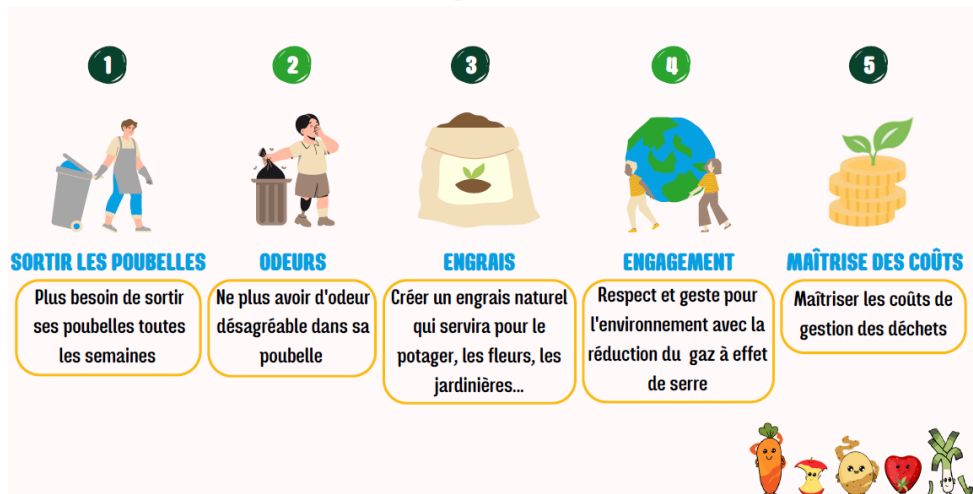 1
2
3
4
5
SORTIR LES POUBELLES
Plus besoin de sortir
ses poubelles toutes
les semaines
ODEURS
Ne plus avoir d'odeur
désagréable dans sa
poubelle
ENGRAIS
Créer un engrais naturel
qui servira pour le
potager, les fleurs, les
jardinières...
ENGAGEMENT
Respect et geste pour
l'environnement avec la
réduction du gaz à effet
de serre
MAÎTRISE DES COÛTS
Maîtriser les coûts de
gestion des déchets